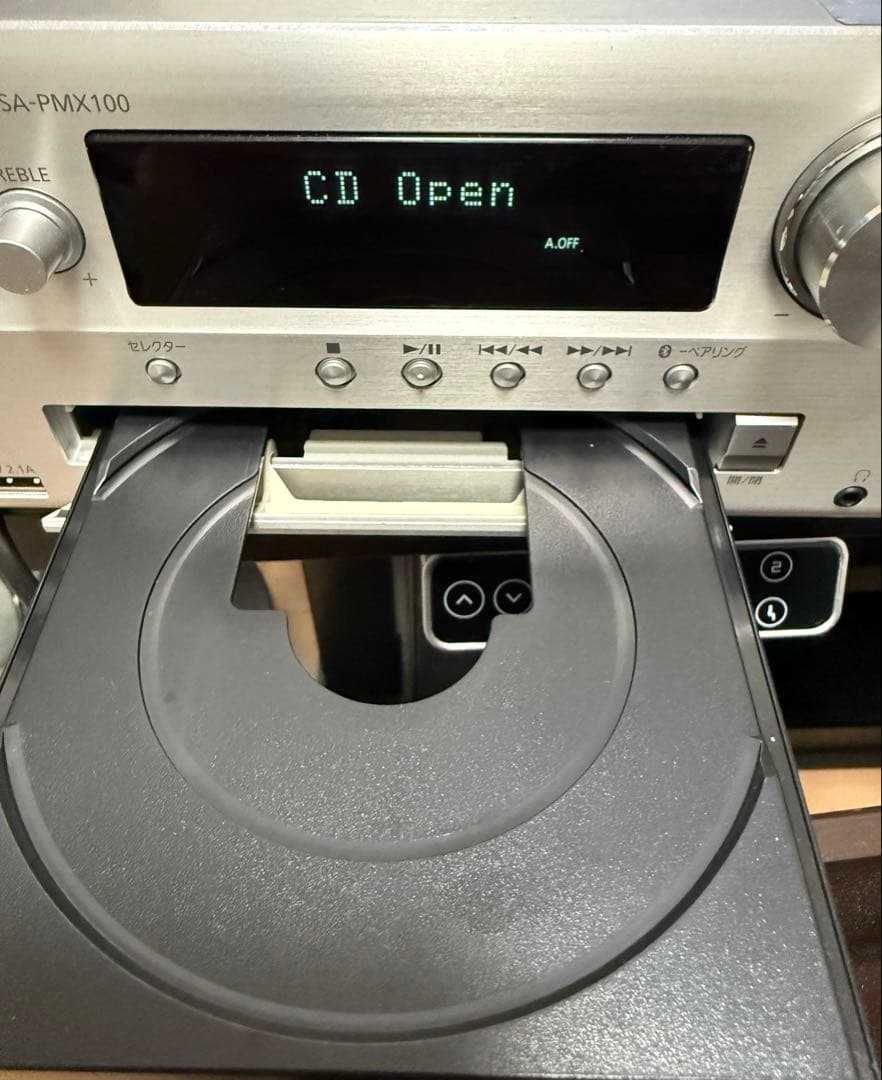 SA-PMX100
REBLE
CD Open
A.OFF
+
−
セレクター
■ ►/❙❙ |◄◄/◄◄ ►►/►►|
-ペアリング
2.1A
開/閉
2